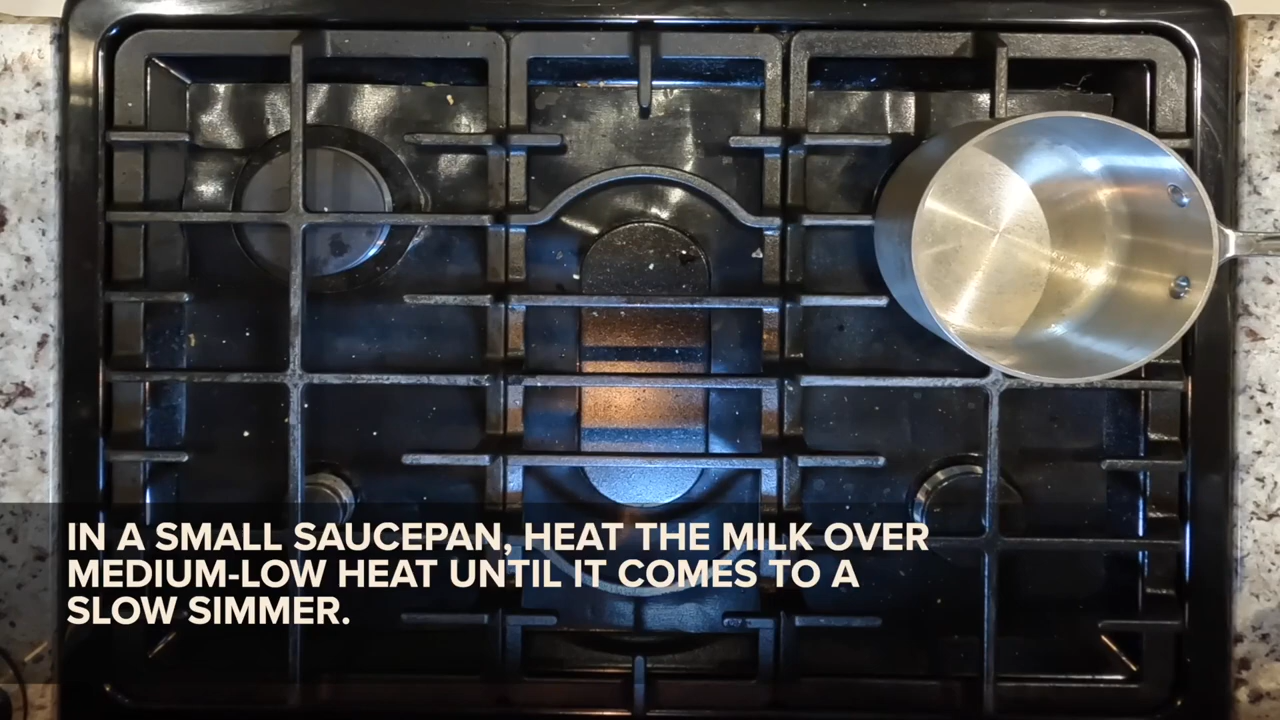 IN A SMALL SAUCEPAN, HEAT THE MILK OVER
MEDIUM-LOW HEAT UNTIL IT COMES TO A
SLOW SIMMER.